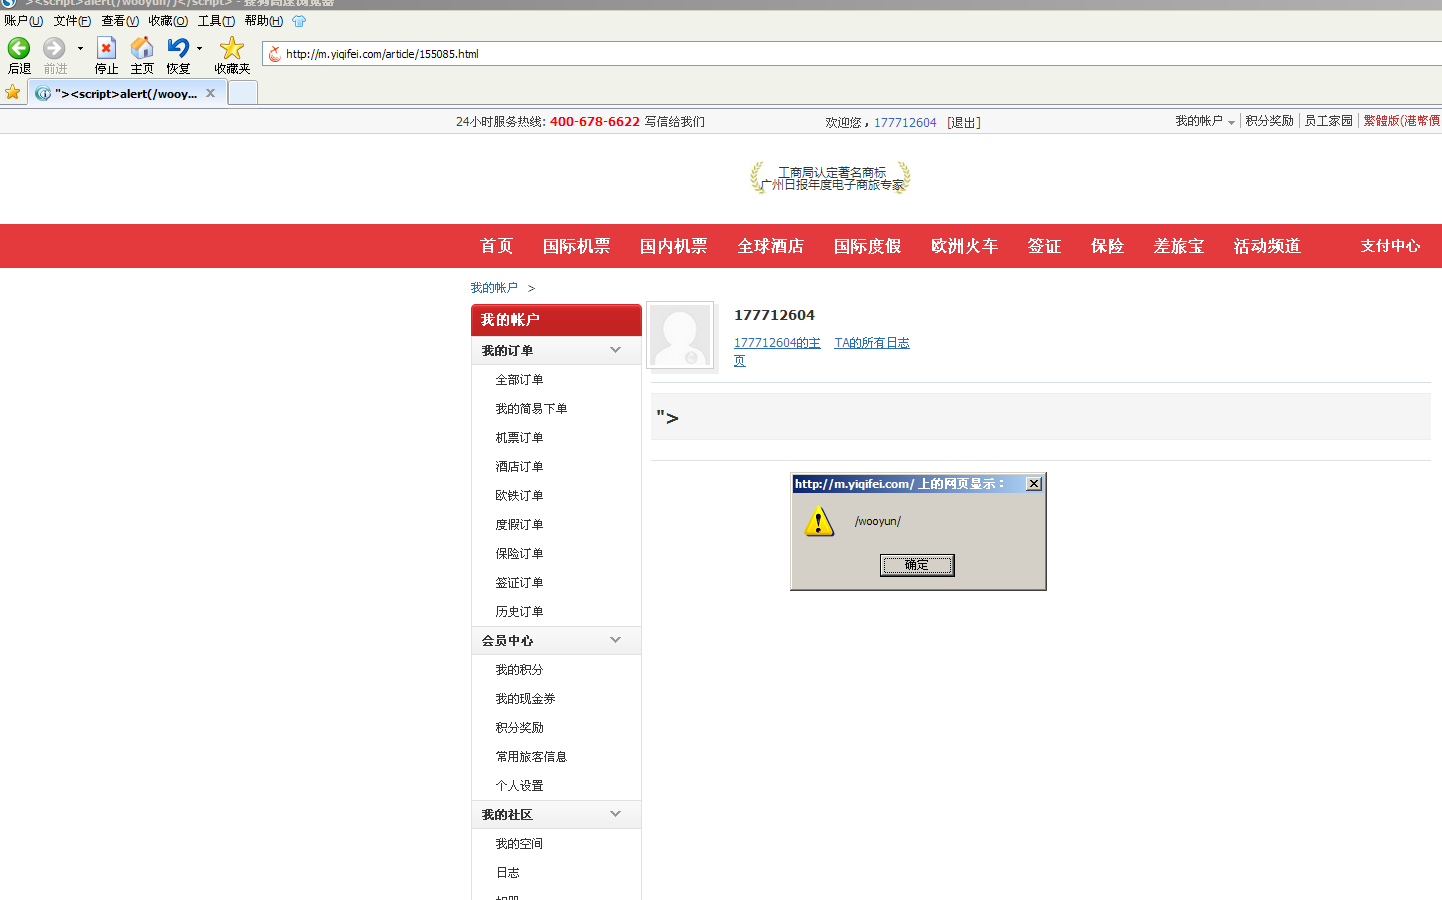 "><script>alert(/wooyun/)</script> - 搜狗高速浏览器
账户(U) 文件(F) 查看(V) 收藏(O) 工具(T) 帮助(H)
后退 前进 停止 主页 恢复 收藏夹
http://m.yiqifei.com/article/155085.html
"><script>alert(/wooy...
24小时服务热线: 400-678-6622 写信给我们 欢迎您，177712604 [退出] 我的帐户 积分奖励 员工家园 繁體版(港幣價
工商局认定著名商标
广州日报年度电子商旅专家
首页 国际机票 国内机票 全球酒店 国际度假 欧洲火车 签证 保险 差旅宝 活动频道 支付中心
我的帐户 >
我的帐户
177712604
177712604的主页 TA的所有日志
">
我的订单
全部订单
我的简易下单
机票订单
酒店订单
欧铁订单
度假订单
保险订单
签证订单
历史订单
会员中心
我的积分
我的现金券
积分奖励
常用旅客信息
个人设置
我的社区
我的空间
日志
http://m.yiqifei.com/ 上的网页显示：
/wooyun/
确定